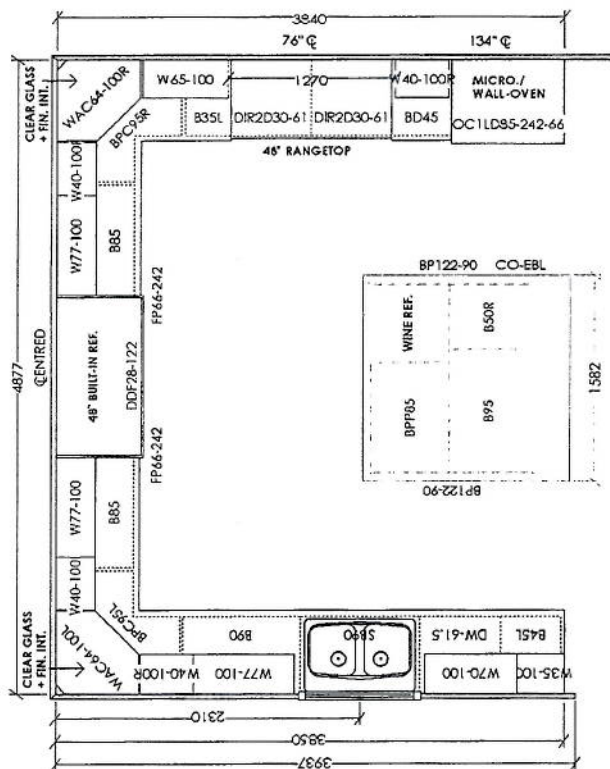 3840
76" ℄
134" ℄
CLEAR GLASS
+ FIN. INT.
WAC64-100R
W65-100
1270
W40-100R
MICRO./
WALL-OVEN
BPC95R
B35L
DIR2D30-61
DIR2D30-61
BD45
OC1LD85-242-66
48" RANGETOP
W40-100R
W77-100
B85
FP66-242
BP122-90 CO-EBL
4877
℄CENTRED
48" BUILT-IN REF.
DDF28-122
WINE REF.
B50R
BPP85
B95
1582
FP66-242
BP122-90
W77-100
B85
W40-100
CLEAR GLASS
+ FIN. INT.
WAC64-100L
BPC95L
B90
SB90
DW-61.5
B45L
W40-100R
W77-100
W70-100
W35-100
2310
3850
3937